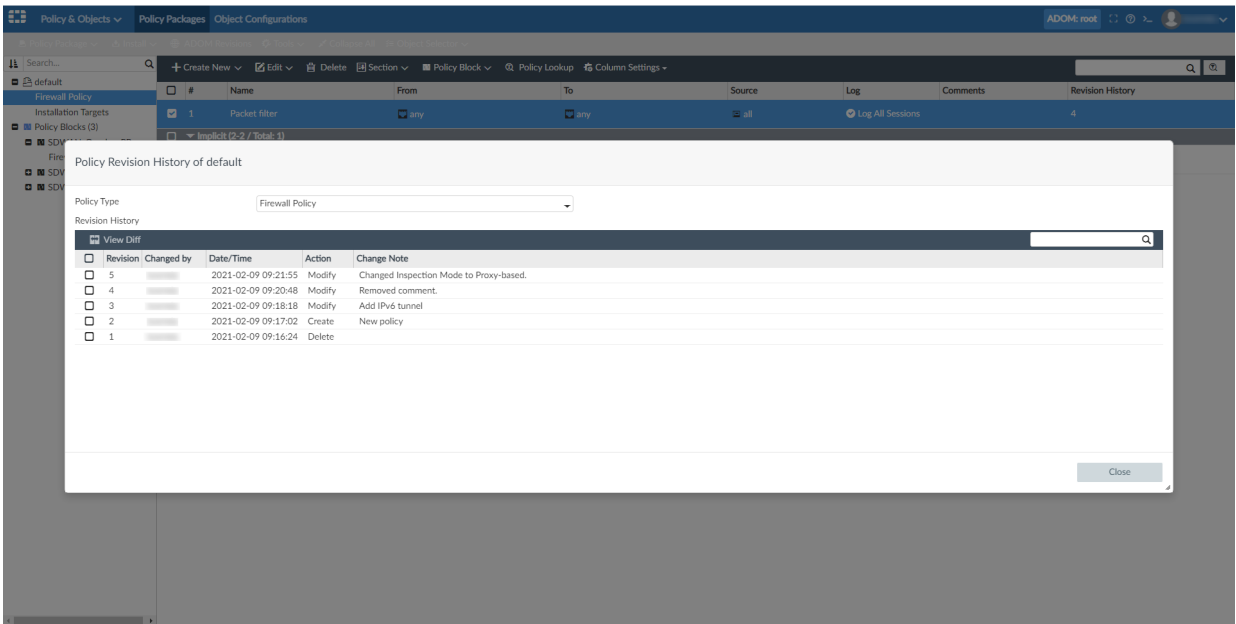 Policy & Objects Policy Packages Object Configurations ADOM: root
Search...
Create New Edit Delete Section Policy Block Policy Lookup Column Settings
default
Firewall Policy
Installation Targets
Policy Blocks (3)
# Name From To Source Log Comments Revision History
1 Packet filter any any all Log All Sessions 4
Implicit (2-2 / Total: 1)
SDV
SDV
Policy Revision History of default
Policy Type Firewall Policy
Revision History
View Diff
Revision Changed by Date/Time Action Change Note
5 2021-02-09 09:21:55 Modify Changed Inspection Mode to Proxy-based.
4 2021-02-09 09:20:48 Modify Removed comment.
3 2021-02-09 09:18:18 Modify Add IPv6 tunnel
2 2021-02-09 09:17:02 Create New policy
1 2021-02-09 09:16:24 Delete
Close